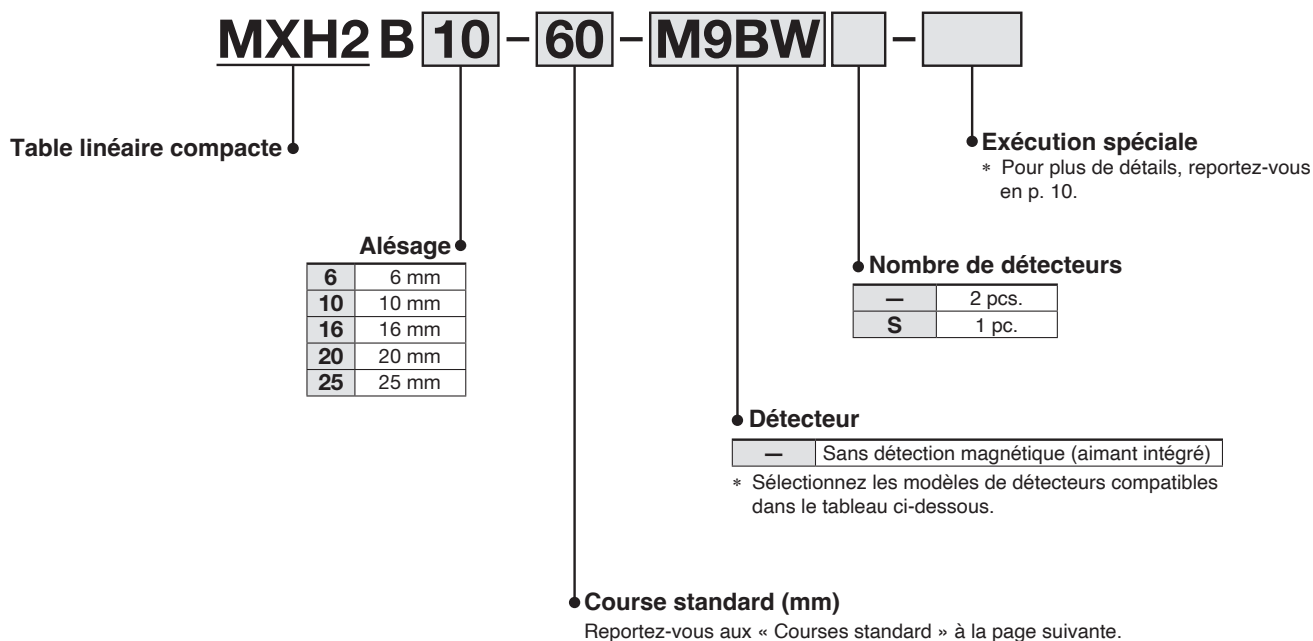 MXH2 B 10 – 60 – M9BW –
Table linéaire compacte
Exécution spéciale
* Pour plus de détails, reportez-vous
en p. 10.
Alésage
6 6 mm
10 10 mm
16 16 mm
20 20 mm
25 25 mm
Nombre de détecteurs
— 2 pcs.
S 1 pc.
Détecteur
— Sans détection magnétique (aimant intégré)
* Sélectionnez les modèles de détecteurs compatibles
dans le tableau ci-dessous.
Course standard (mm)
Reportez-vous aux « Courses standard » à la page suivante.